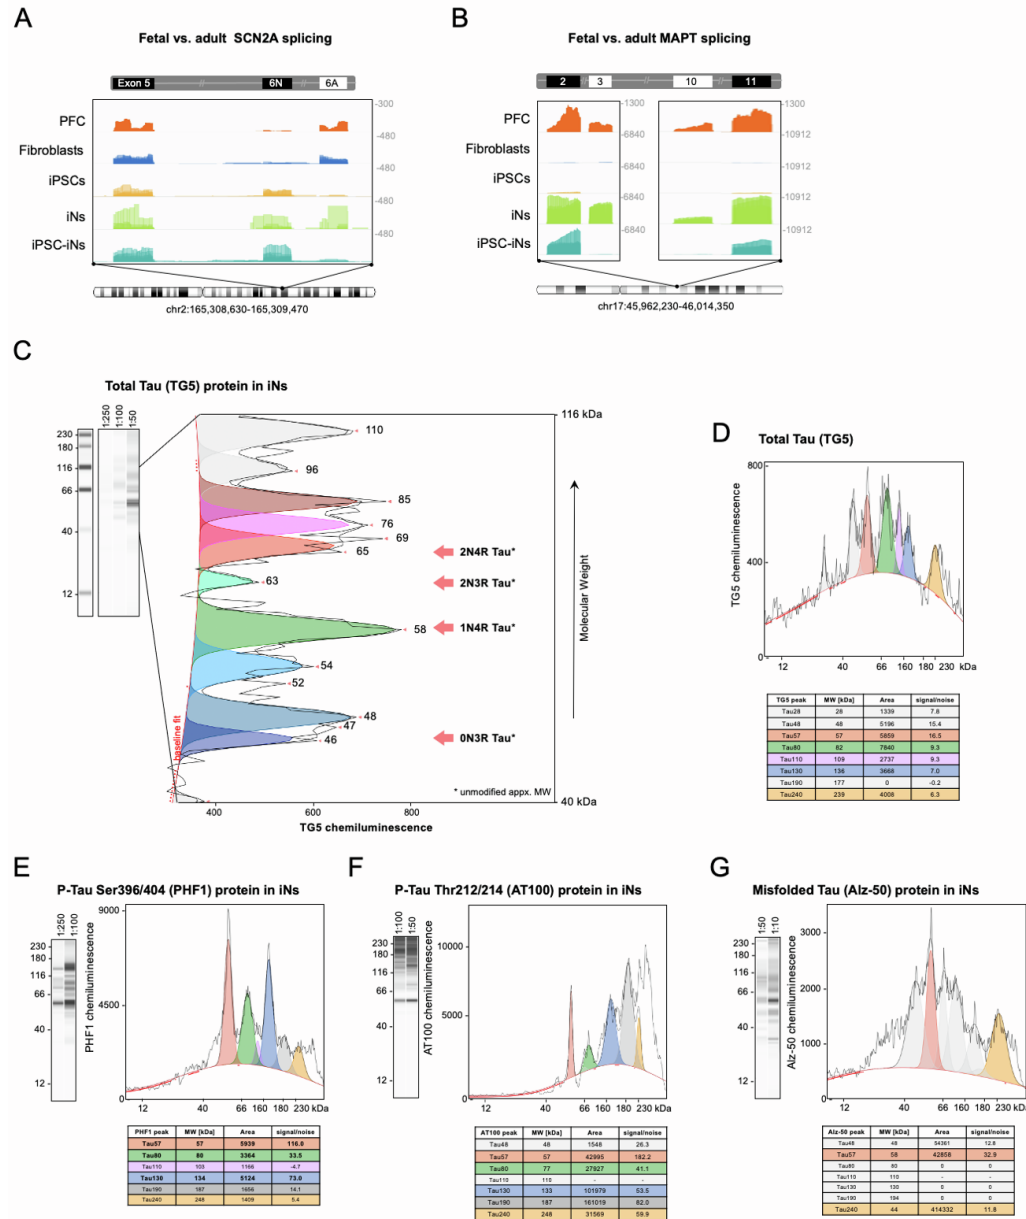 A
Fetal vs. adult SCN2A splicing
Exon 5 // 6N // 6A
-300
PFC
-480
Fibroblasts
-480
iPSCs
-480
iNs
-480
iPSC-iNs
chr2:165,308,630-165,309,470
B
Fetal vs. adult MAPT splicing
2 // 3 // 10 // 11
-1300 -1300
PFC
-6840 -10912
Fibroblasts
-6840 -10912
iPSCs
-6840 -10912
iNs
-6840 -10912
iPSC-iNs
chr17:45,962,230-46,014,350
C
Total Tau (TG5) protein in iNs
1:250
1:100
1:50
230
180
116
66
40
12
110
96
85
76
69
65
63
58
54
52
48
47
46
2N4R Tau*
2N3R Tau*
1N4R Tau*
0N3R Tau*
baseline fit
* unmodified appx. MW
116 kDa
Molecular Weight
40 kDa
400 600 800
TG5 chemiluminescence
D
Total Tau (TG5)
TG5 chemiluminescence
800
400
0
12 40 66 160 180 230 kDa
TG5 peak MW [kDa] Area signal/noise
Tau28 28 1339 7.8
Tau48 48 5196 15.4
Tau57 57 5859 16.5
Tau80 82 7840 9.3
Tau110 109 2737 9.3
Tau130 136 3668 7.0
Tau190 177 0 -0.2
Tau240 239 4008 6.3
E
P-Tau Ser396/404 (PHF1) protein in iNs
1:250
1:100
230
180
116
66
40
12
PHF1 chemiluminescence
9000
4500
0
12 40 66 160 180 230 kDa
PHF1 peak MW [kDa] Area signal/noise
Tau57 57 5939 116.0
Tau80 80 3364 33.5
Tau110 103 1166 -4.7
Tau130 134 5124 73.0
Tau190 187 1656 14.1
Tau240 248 1409 5.4
F
P-Tau Thr212/214 (AT100) protein in iNs
1:100
1:50
230
180
116
66
40
12
AT100 chemiluminescence
10000
5000
0
12 40 66 160 180 230 kDa
AT100 peak MW [kDa] Area signal/noise
Tau48 48 1548 26.3
Tau57 57 42995 182.2
Tau80 77 27927 41.1
Tau110 110 - -
Tau130 133 101979 53.5
Tau190 187 161019 82.0
Tau240 248 31569 59.9
G
Misfolded Tau (Alz-50) protein in iNs
1:50
1:10
230
180
116
66
40
12
Alz-50 chemiluminescence
3000
2000
1000
0
12 40 66 160 180 230 kDa
Alz-50 peak MW [kDa] Area signal/noise
Tau48 48 54361 12.8
Tau57 58 42858 32.9
Tau80 80 0 0
Tau110 110 - -
Tau130 130 0 0
Tau190 194 0 0
Tau240 44 414332 11.8